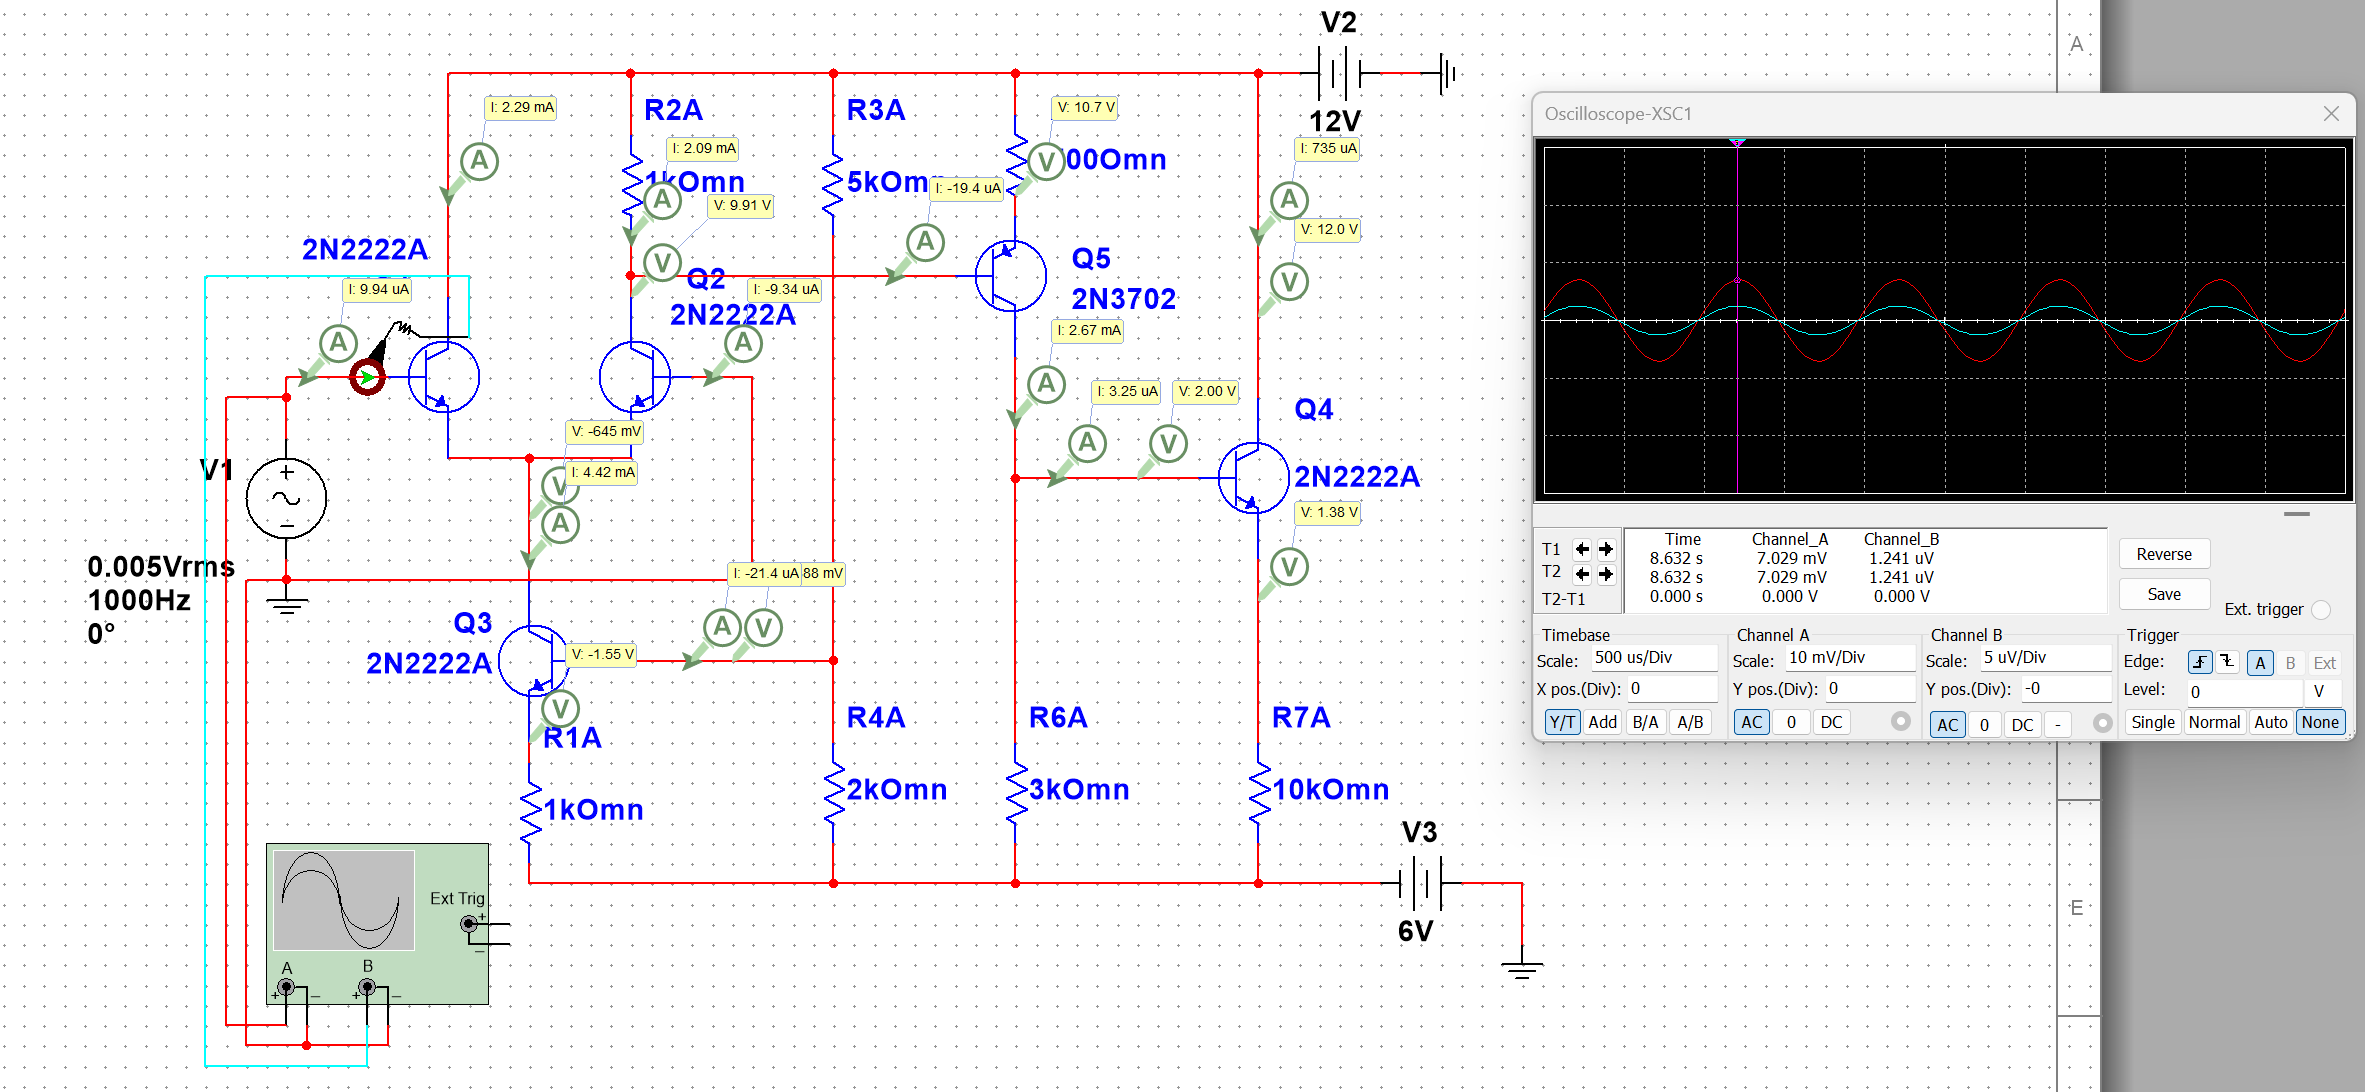 V2
12V
A
R2A
1kOmn
R3A
5kOm
00Omn
I: 2.29 mA
I: 2.09 mA
V: 9.91 V
V: 10.7 V
I: -19.4 uA
I: 735 uA
V: 12.0 V
2N2222A
I: 9.94 uA
Q2
2N2222A
I: -9.34 uA
Q5
2N3702
I: 2.67 mA
I: 3.25 uA
V: 2.00 V
Q4
2N2222A
V: 1.38 V
V: -645 mV
I: 4.42 mA
V1
0.005Vrms
1000Hz
0°
I: -21.4 uA
88 mV
Q3
2N2222A
V: -1.55 V
R1A
1kOmn
R4A
2kOmn
R6A
3kOmn
R7A
10kOmn
V3
6V
E
Ext Trig
A
B
Oscilloscope-XSC1
Time Channel_A Channel_B
T1 8.632 s 7.029 mV 1.241 uV
T2 8.632 s 7.029 mV 1.241 uV
T2-T1 0.000 s 0.000 V 0.000 V
Reverse
Save
Ext. trigger
Timebase
Scale: 500 us/Div
X pos.(Div): 0
Y/T Add B/A A/B
Channel A
Scale: 10 mV/Div
Y pos.(Div): 0
AC 0 DC
Channel B
Scale: 5 uV/Div
Y pos.(Div): -0
AC 0 DC -
Trigger
Edge: A B Ext
Level: 0 V
Single Normal Auto None